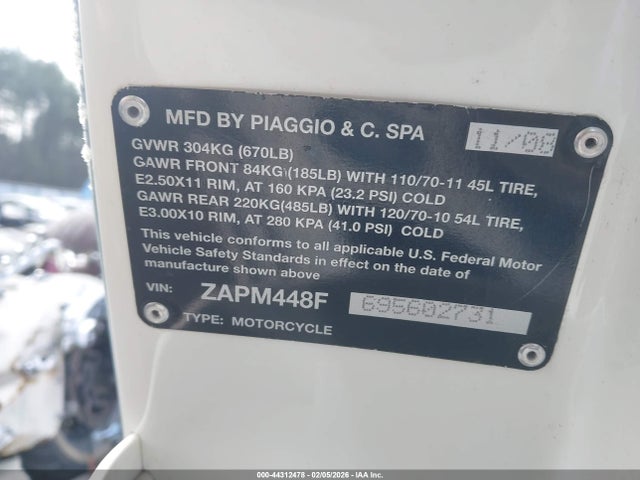 MFD BY PIAGGIO & C. SPA 11/08
GVWR 304KG (670LB)
GAWR FRONT 84KG (185LB) WITH 110/70-11 45L TIRE,
E2.50X11 RIM, AT 160 KPA (23.2 PSI) COLD
GAWR REAR 220KG(485LB) WITH 120/70-10 54L TIRE,
E3.00X10 RIM, AT 280 KPA (41.0 PSI) COLD
This vehicle conforms to all applicable U.S. Federal Motor
Vehicle Safety Standards in effect on the date of
manufacture shown above
VIN: ZAPM448F 695602731
TYPE: MOTORCYCLE
000-44312478 - 02/05/2026 - IAA Inc.